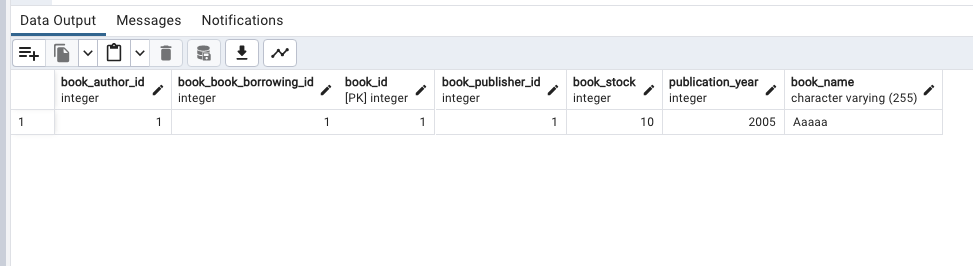 Data Output Messages Notifications
book_author_id book_book_borrowing_id book_id book_publisher_id book_stock publication_year book_name
integer integer [PK] integer integer integer integer character varying (255)
1 1 1 1 1 10 2005 Aaaaa